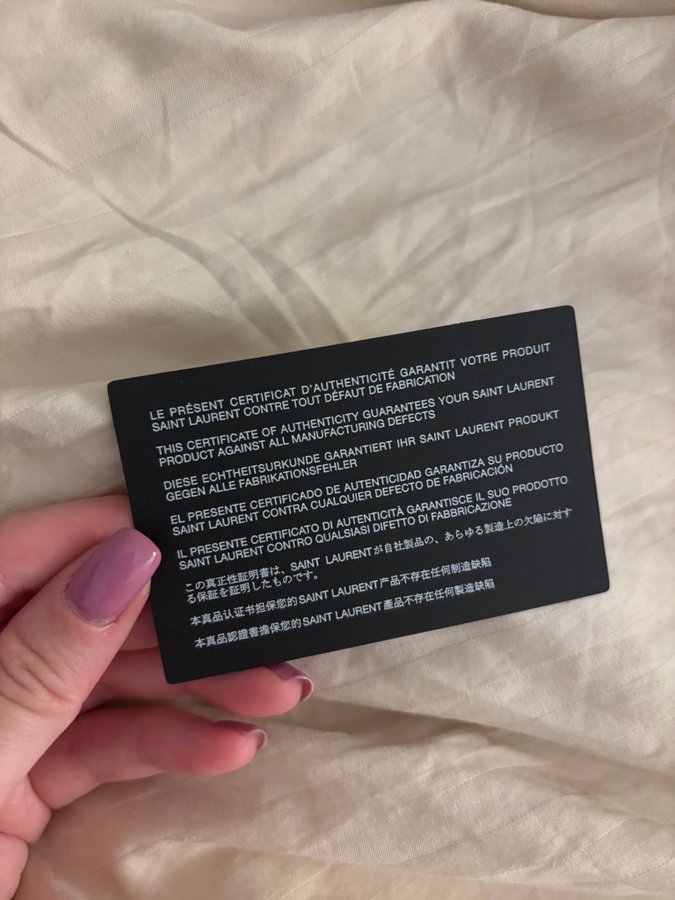 LE PRÉSENT CERTIFICAT D'AUTHENTICITÉ GARANTIT VOTRE PRODUIT
SAINT LAURENT CONTRE TOUT DÉFAUT DE FABRICATION
THIS CERTIFICATE OF AUTHENTICITY GUARANTEES YOUR SAINT LAURENT
PRODUCT AGAINST ALL MANUFACTURING DEFECTS
DIESE ECHTHEITSURKUNDE GARANTIERT IHR SAINT LAURENT PRODUKT
GEGEN ALLE FABRIKATIONSFEHLER
EL PRESENTE CERTIFICADO DE AUTENTICIDAD GARANTIZA SU PRODUCTO
SAINT LAURENT CONTRA CUALQUIER DEFECTO DE FABRICACIÓN
IL PRESENTE CERTIFICATO DI AUTENTICITÀ GARANTISCE IL SUO PRODOTTO
SAINT LAURENT CONTRO QUALSIASI DIFETTO DI FABBRICAZIONE
この真正性証明書は、SAINT LAURENTが自社製品の、あらゆる製造上の欠陥に対す
る保証を証明したものです。
本真品认证书担保您的SAINT LAURENT产品不存在任何制造缺陷
本真品認證書擔保您的SAINT LAURENT產品不存在任何製造缺陷